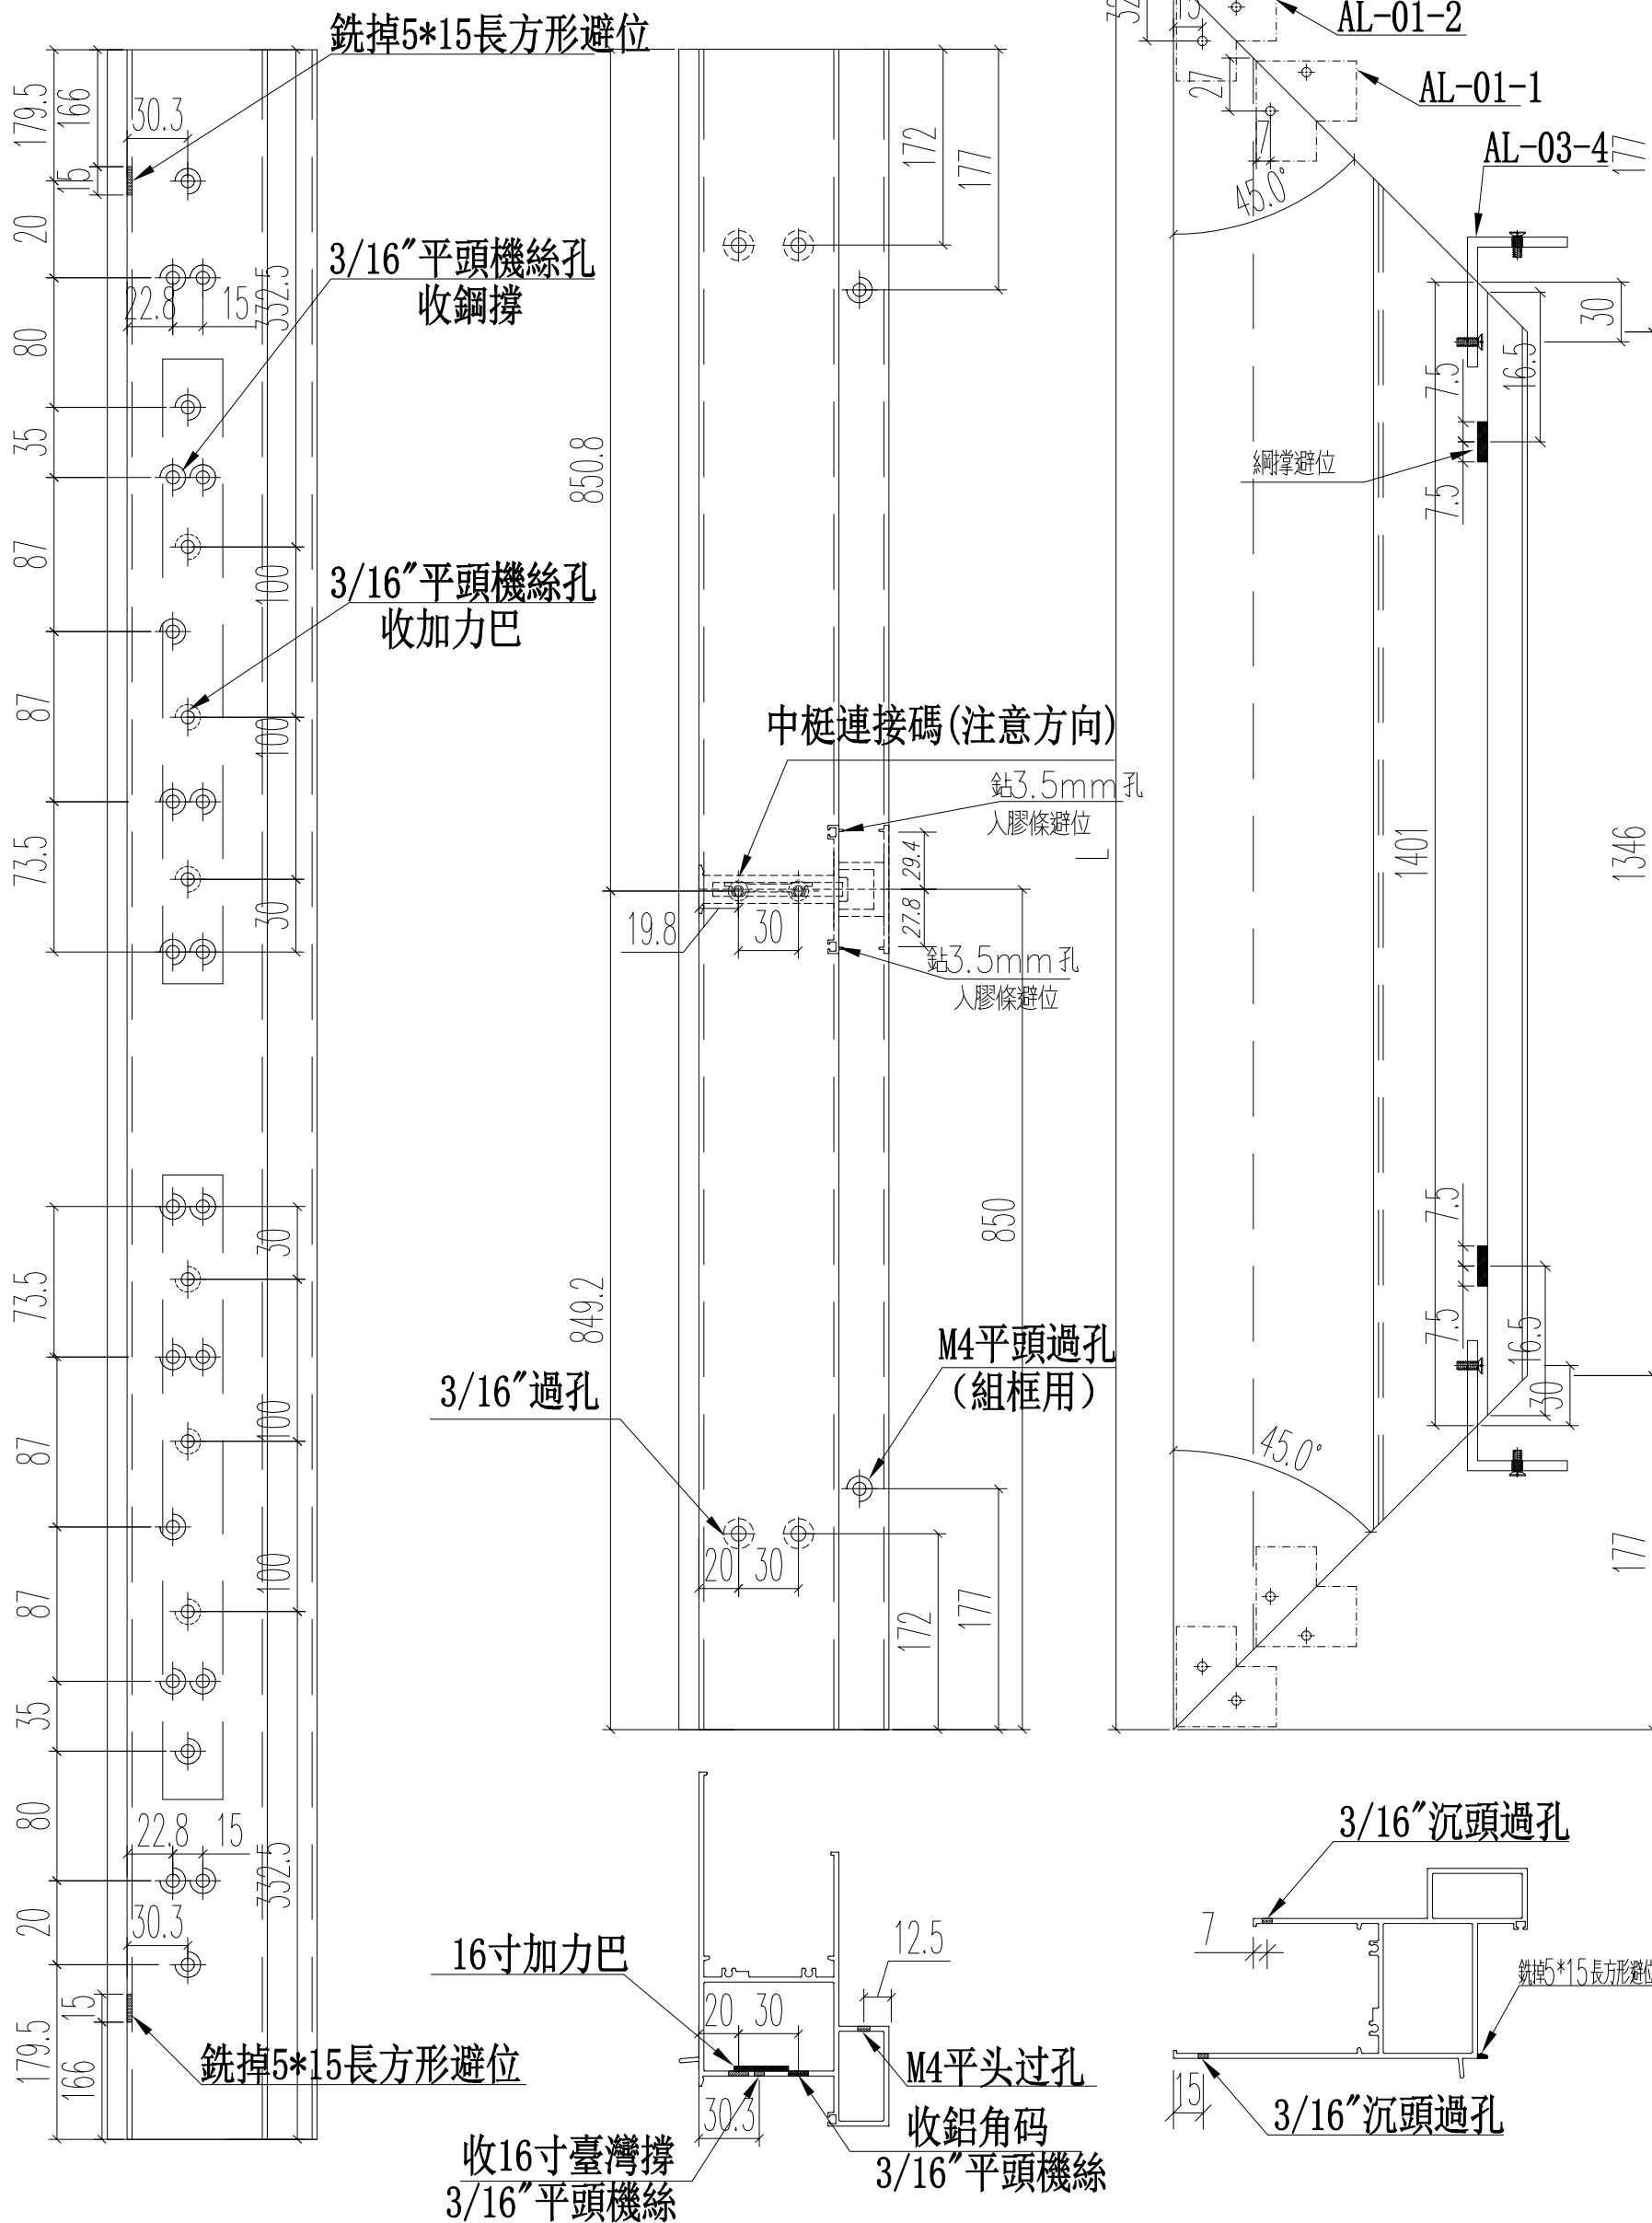 銑掉5*15長方形避位
179.5
166
30.3
15
20
3/16"平頭機絲孔
收鋼撐
22.8
15
332.5
80
35
87
100
3/16"平頭機絲孔
收加力巴
87
100
73.5
30
30
73.5
100
87
100
87
35
80
22.8
15
332.5
30.3
20
15
179.5
166
銑掉5*15長方形避位
172
177
850.8
中梃連接碼(注意方向)
鉆3.5mm孔
入膠條避位
29.4
27.8
19.8
30
鉆3.5mm孔
入膠條避位
850
849.2
M4平頭過孔
(組框用)
3/16"過孔
20
30
172
177
AL-01-2
27
AL-01-1
7
AL-03-4
177
45.0°
30
16.5
7.5
7.5
1401
1346
7.5
7.5
16.5
30
45.0°
177
16寸加力巴
20
30
12.5
30.3
M4平头过孔
收鋁角码
3/16"平頭機絲
收16寸臺灣撐
3/16"平頭機絲
3/16"沉頭過孔
7
銑掉5*15長方形避位
15
3/16"沉頭過孔